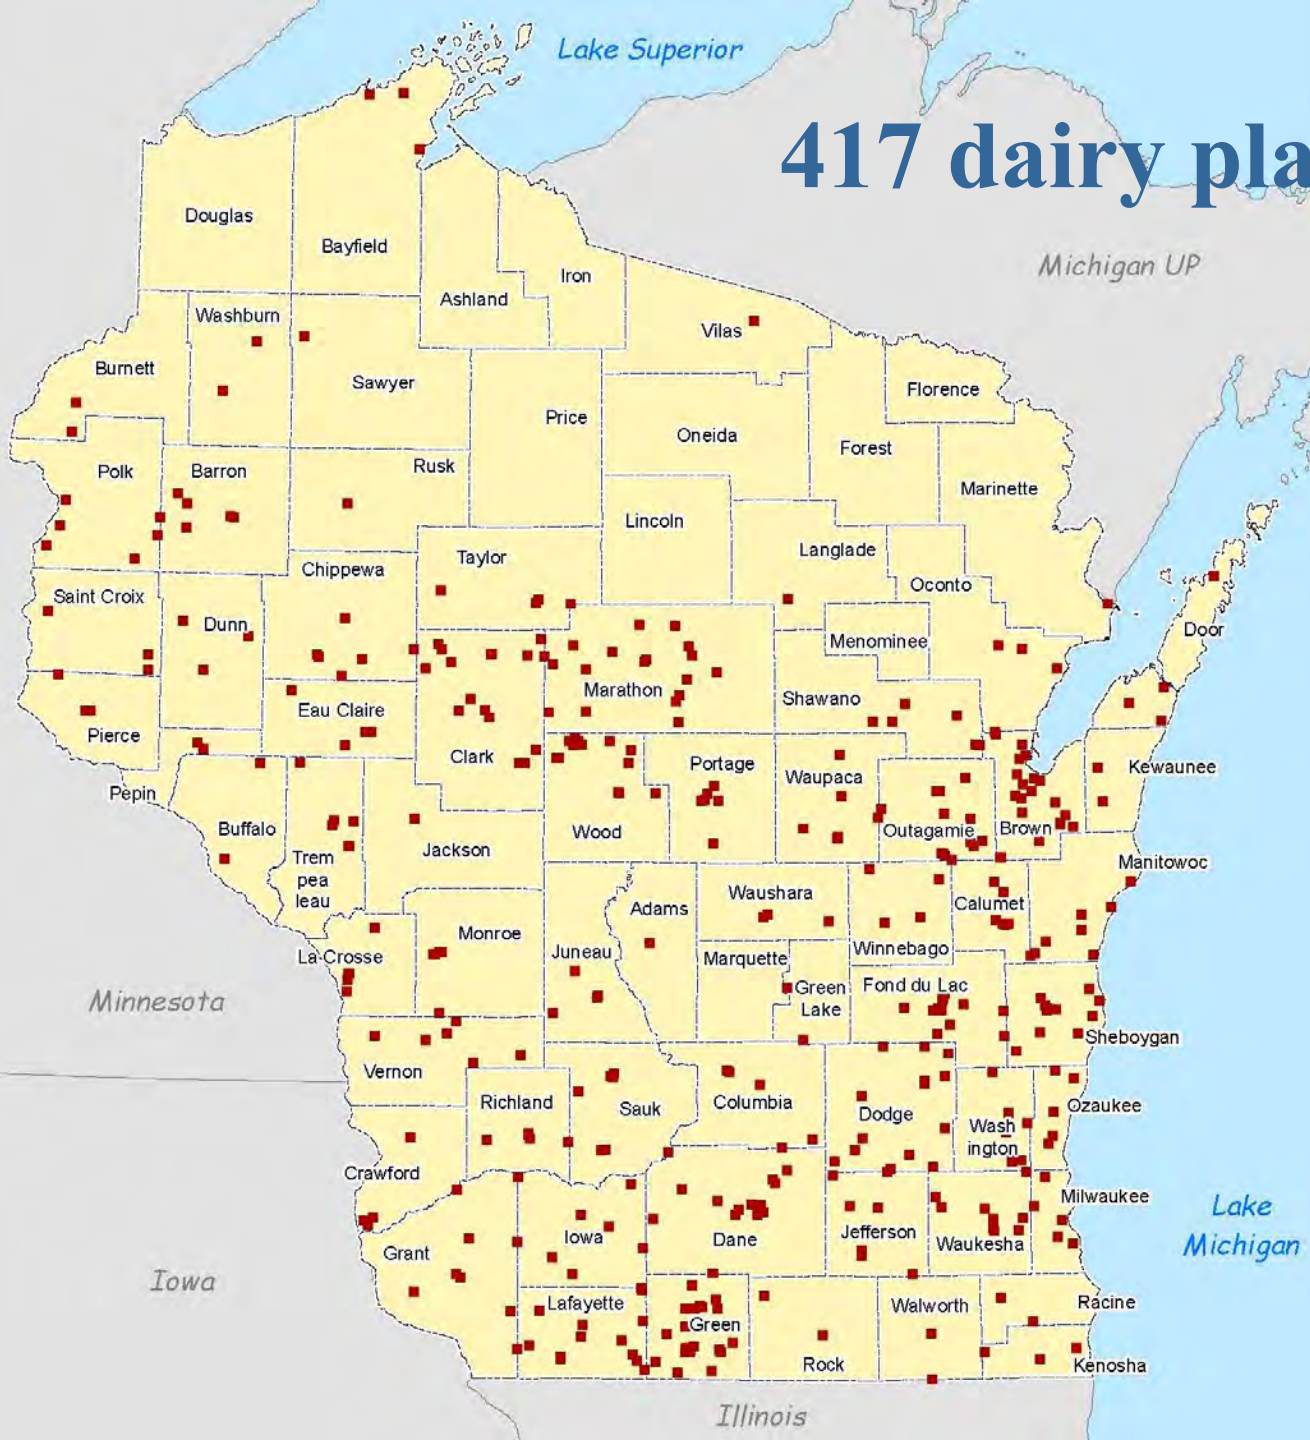 Lake Superior
417 dairy pla
Michigan UP
Douglas
Bayfield
Ashland
Iron
Washburn
Vilas
Burnett
Sawyer
Price
Florence
Oneida
Forest
Polk
Barron
Rusk
Marinette
Lincoln
Taylor
Langlade
Chippewa
Oconto
Saint Croix
Dunn
Door
Menominee
Marathon
Shawano
Eau Claire
Pierce
Clark
Portage
Waupaca
Kewaunee
Pepin
Buffalo
Wood
Outagamie
Brown
Jackson
Trem
pea
leau
Manitowoc
Waushara
Calumet
Adams
Monroe
Juneau
Winnebago
La Crosse
Marquette
Green
Lake
Fond du Lac
Minnesota
Sheboygan
Vernon
Richland
Sauk
Columbia
Dodge
Ozaukee
Wash
ington
Crawford
Milwaukee
Lake
Michigan
Grant
Iowa
Dane
Jefferson
Waukesha
Iowa
Lafayette
Green
Walworth
Racine
Rock
Kenosha
Illinois